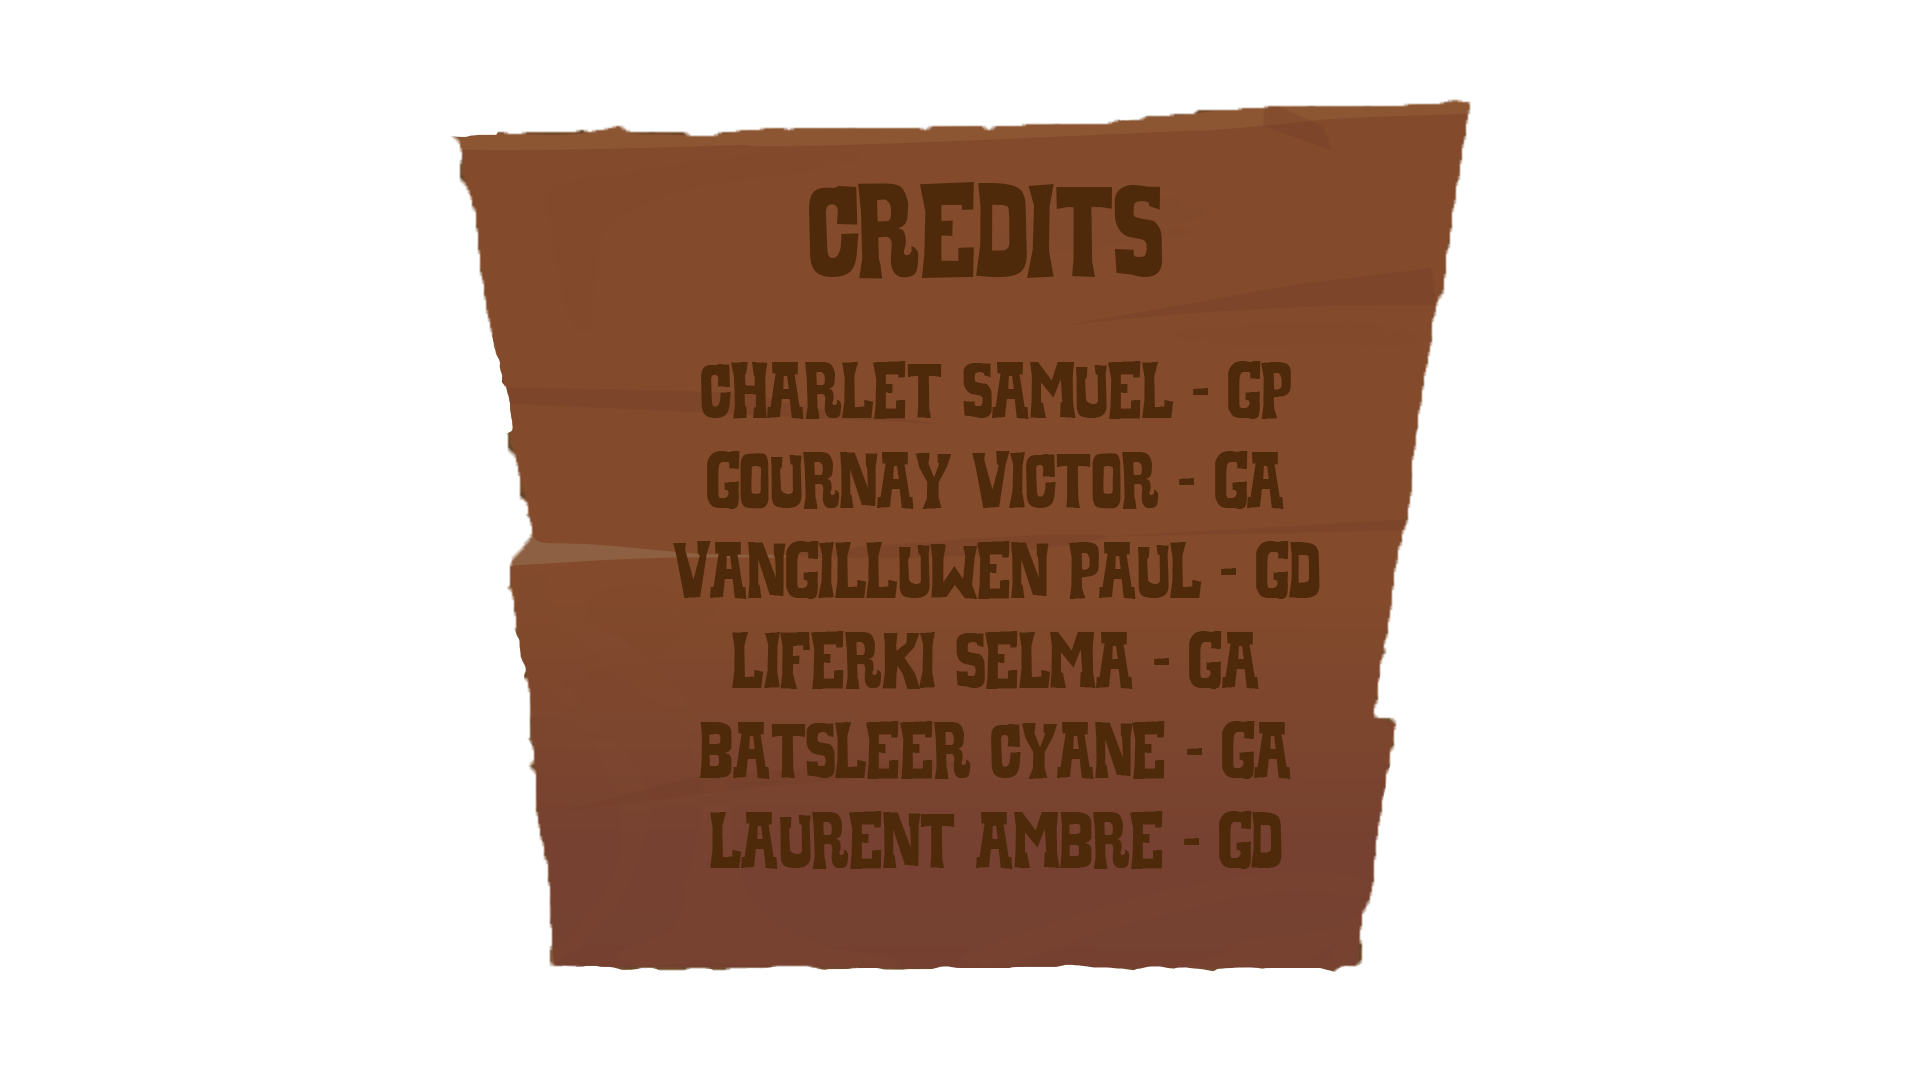 CREDITS
CHARLET SAMUEL - GP
GOURNAY VICTOR - GA
VANGILLUWEN PAUL - GD
LIFERKI SELMA - GA
BATSLEER CYANE - GA
LAURENT AMBRE - GD